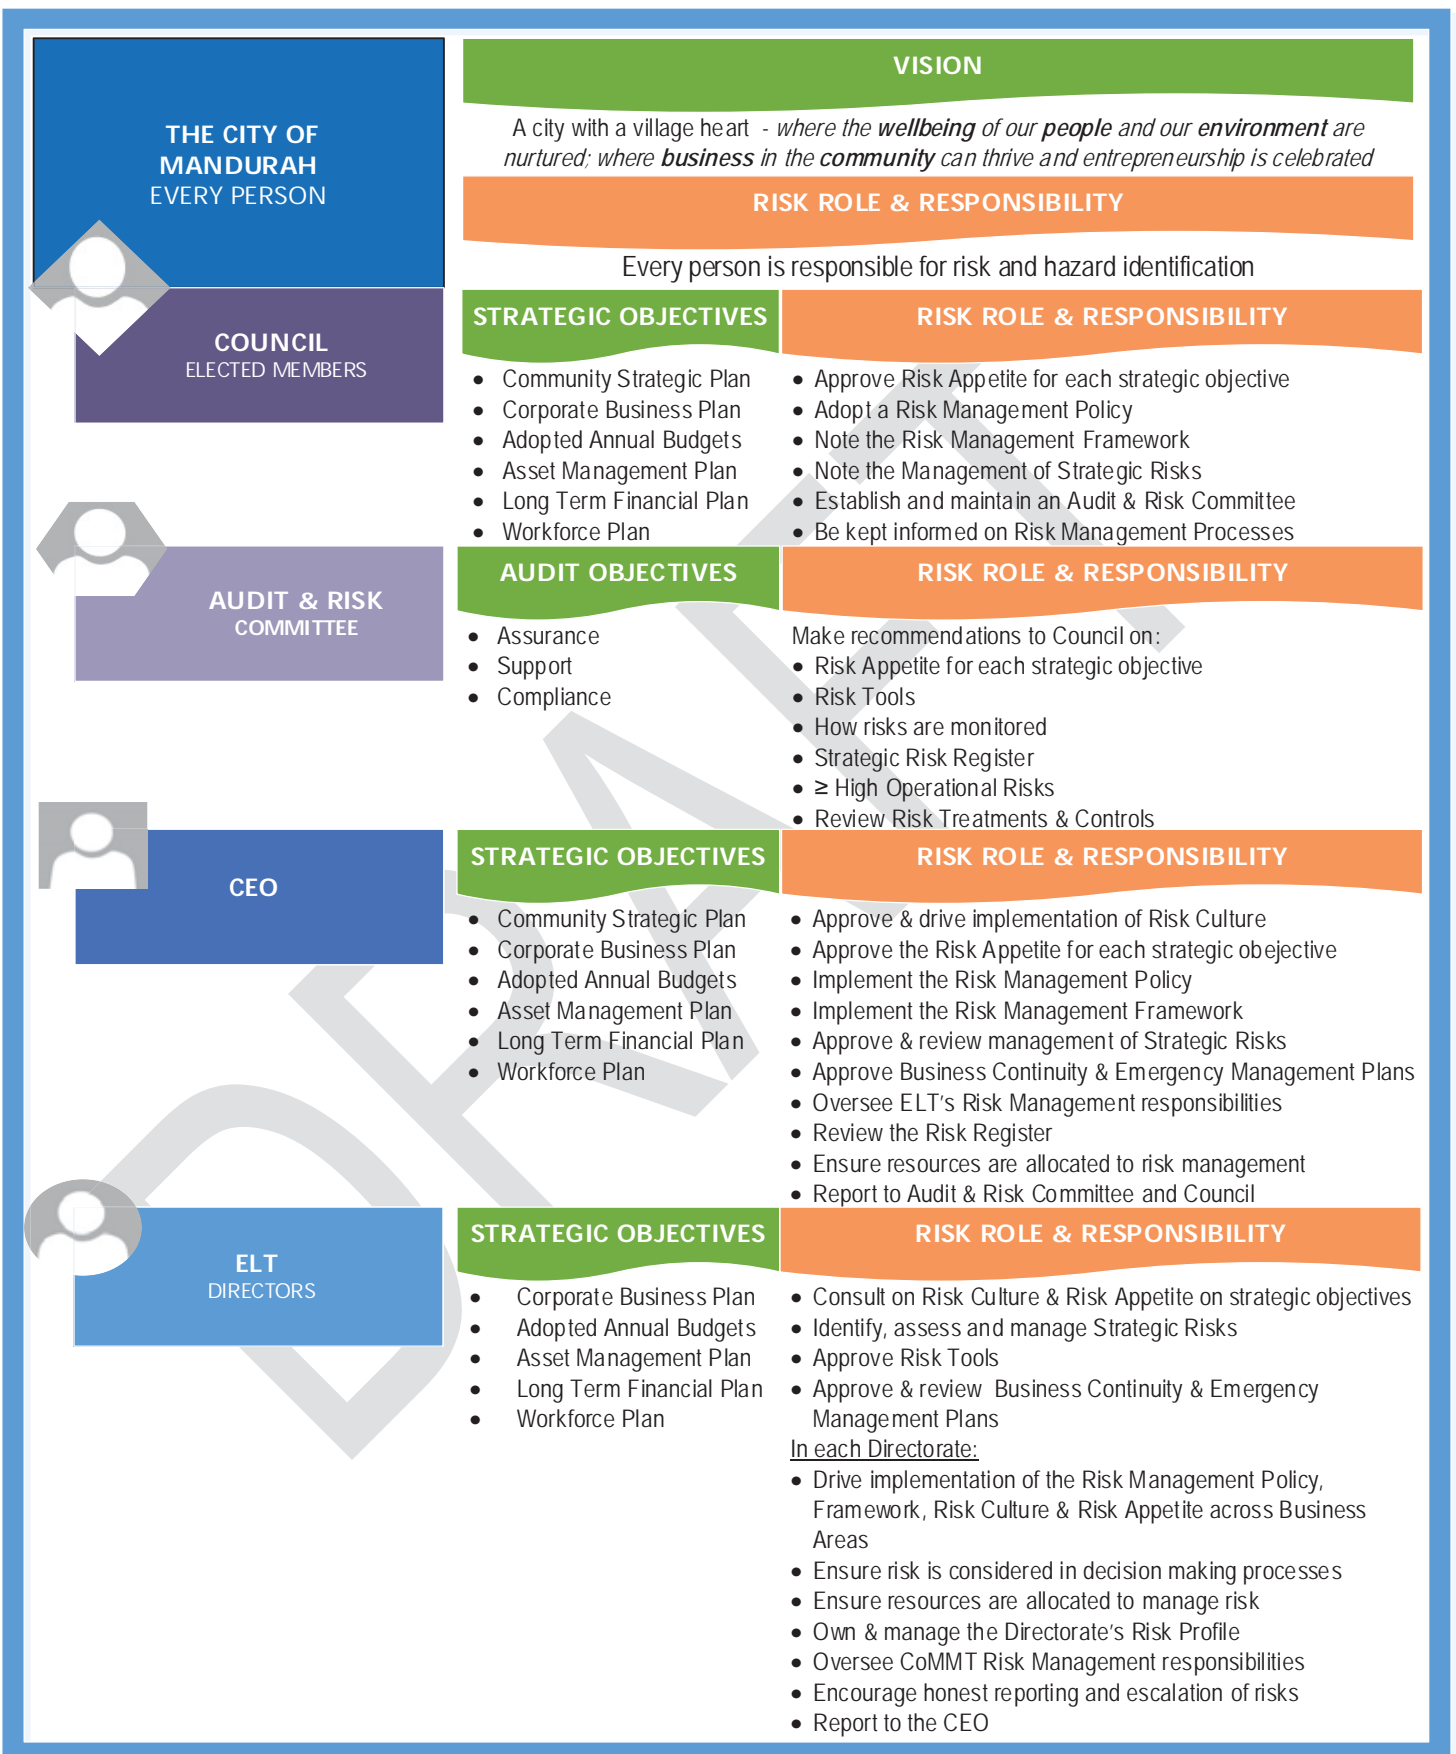 THE CITY OF
MANDURAH
EVERY PERSON
VISION
A city with a village heart - where the wellbeing of our people and our environment are
nurtured; where business in the community can thrive and entrepreneurship is celebrated
RISK ROLE & RESPONSIBILITY
Every person is responsible for risk and hazard identification
COUNCIL
ELECTED MEMBERS
STRATEGIC OBJECTIVES
• Community Strategic Plan
• Corporate Business Plan
• Adopted Annual Budgets
• Asset Management Plan
• Long Term Financial Plan
• Workforce Plan
RISK ROLE & RESPONSIBILITY
• Approve Risk Appetite for each strategic objective
• Adopt a Risk Management Policy
• Note the Risk Management Framework
• Note the Management of Strategic Risks
• Establish and maintain an Audit & Risk Committee
• Be kept informed on Risk Management Processes
AUDIT & RISK
COMMITTEE
AUDIT OBJECTIVES
• Assurance
• Support
• Compliance
RISK ROLE & RESPONSIBILITY
Make recommendations to Council on:
• Risk Appetite for each strategic objective
• Risk Tools
• How risks are monitored
• Strategic Risk Register
• ≥ High Operational Risks
• Review Risk Treatments & Controls
CEO
STRATEGIC OBJECTIVES
• Community Strategic Plan
• Corporate Business Plan
• Adopted Annual Budgets
• Asset Management Plan
• Long Term Financial Plan
• Workforce Plan
RISK ROLE & RESPONSIBILITY
• Approve & drive implementation of Risk Culture
• Approve the Risk Appetite for each strategic obejective
• Implement the Risk Management Policy
• Implement the Risk Management Framework
• Approve & review management of Strategic Risks
• Approve Business Continuity & Emergency Management Plans
• Oversee ELT's Risk Management responsibilities
• Review the Risk Register
• Ensure resources are allocated to risk management
• Report to Audit & Risk Committee and Council
ELT
DIRECTORS
STRATEGIC OBJECTIVES
• Corporate Business Plan
• Adopted Annual Budgets
• Asset Management Plan
• Long Term Financial Plan
• Workforce Plan
RISK ROLE & RESPONSIBILITY
• Consult on Risk Culture & Risk Appetite on strategic objectives
• Identify, assess and manage Strategic Risks
• Approve Risk Tools
• Approve & review Business Continuity & Emergency
Management Plans
In each Directorate:
• Drive implementation of the Risk Management Policy,
Framework, Risk Culture & Risk Appetite across Business
Areas
• Ensure risk is considered in decision making processes
• Ensure resources are allocated to manage risk
• Own & manage the Directorate's Risk Profile
• Oversee CoMMT Risk Management responsibilities
• Encourage honest reporting and escalation of risks
• Report to the CEO
DRAFT